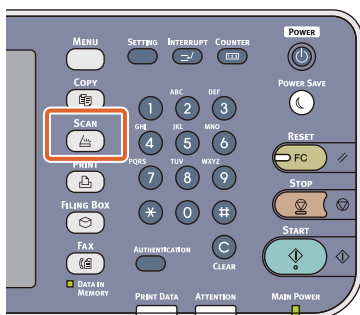 POWER
MENU SETTING INTERRUPT COUNTER
123
COPY
POWER SAVE
ABC DEF
1 2 3
SCAN
GHI JKL MNO
4 5 6
RESET
FC
PRINT
PQRS TUV WXYZ
7 8 9
STOP
FILING BOX
* 0 #
START
FAX
AUTHENTICATION
C
CLEAR
DATA IN
MEMORY
PRINT DATA ATTENTION MAIN POWER